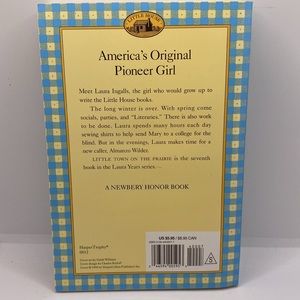 LITTLE HOUSE
America's Original
Pioneer Girl
Meet Laura Ingalls, the girl who would grow up to
write the Little House books.
The long winter is over. With spring come
socials, parties, and "Literaries." There is also work
to be done. Laura spends many hours each day
sewing shirts to help send Mary to a college for the
blind. But in the evenings, Laura makes time for a
new caller, Almanzo Wilder.
LITTLE TOWN ON THE PRAIRIE is the seventh
book in the Laura Years series.
A NEWBERY HONOR BOOK
HarperTrophy®